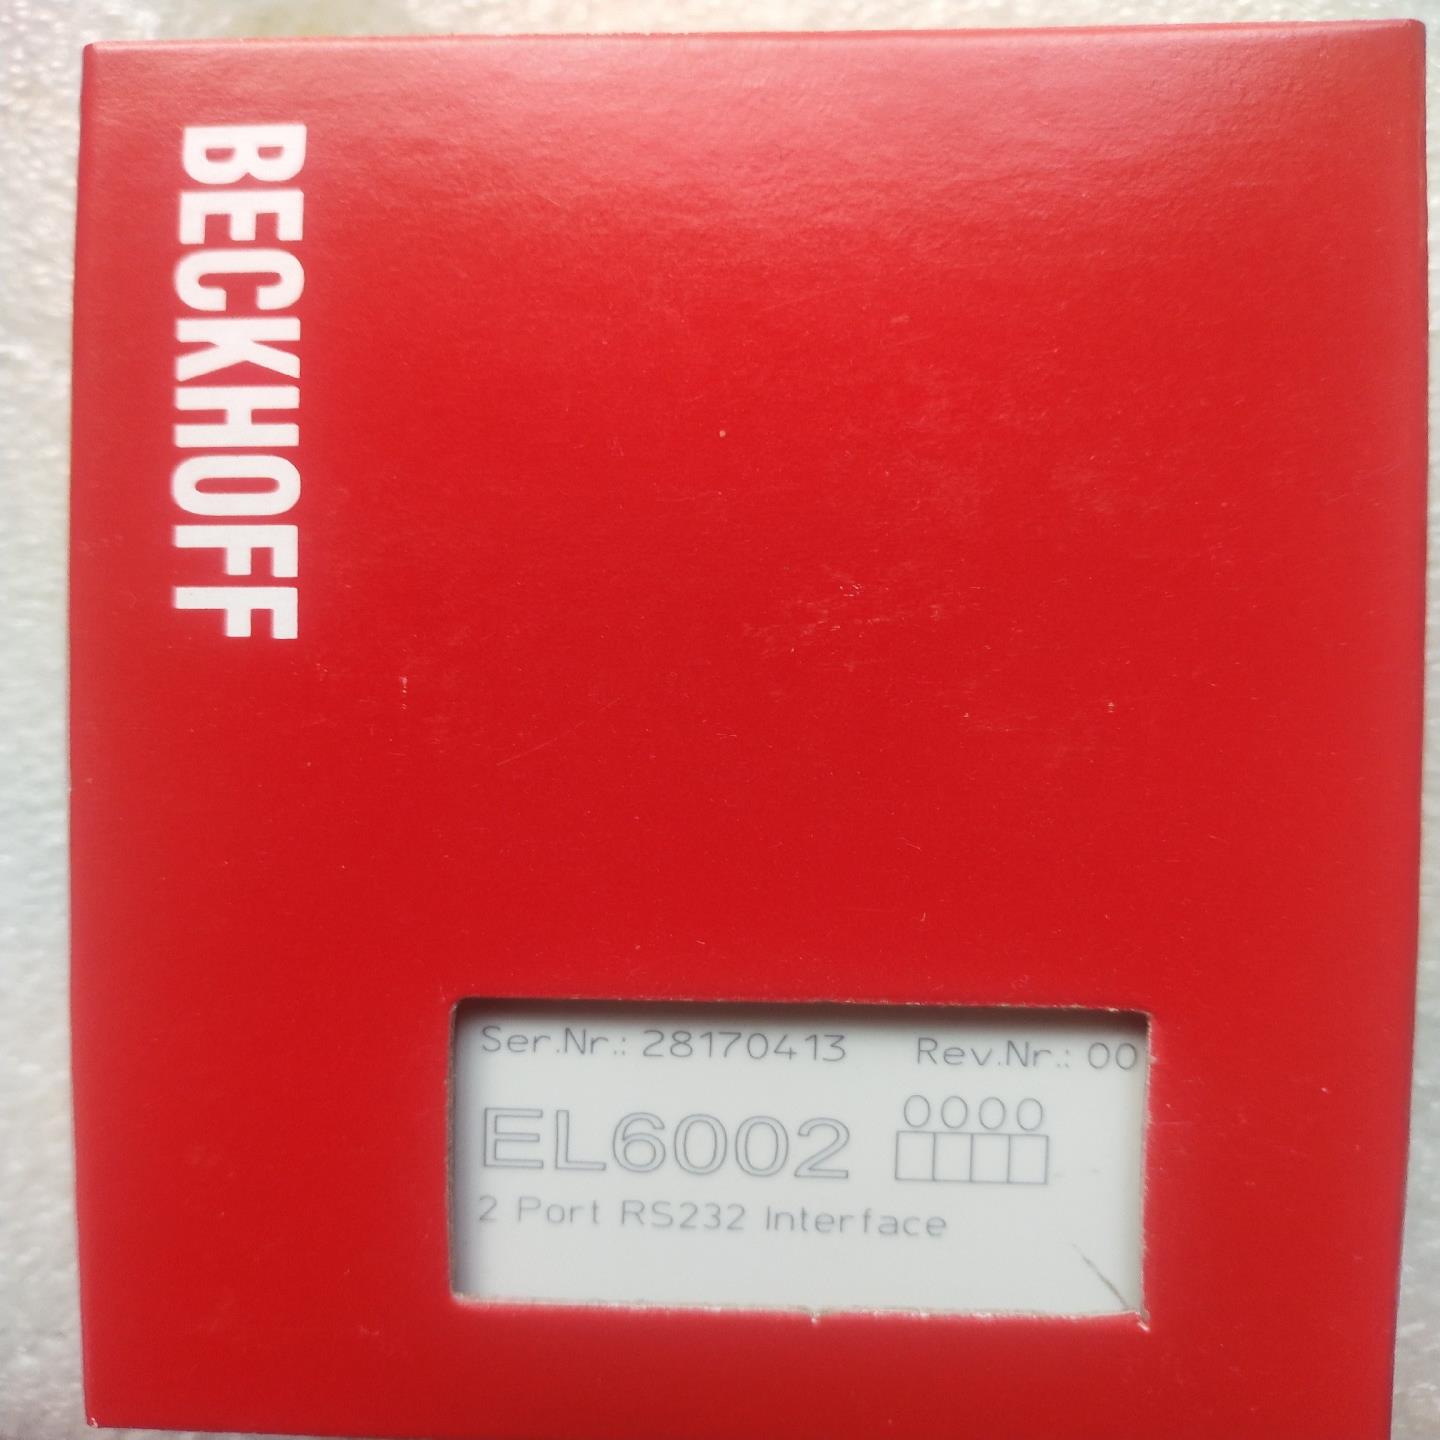 BECKHOFF
Ser.Nr.: 28170413 Rev.Nr.: 00
EL6002 0000
2 Port RS232 Interface